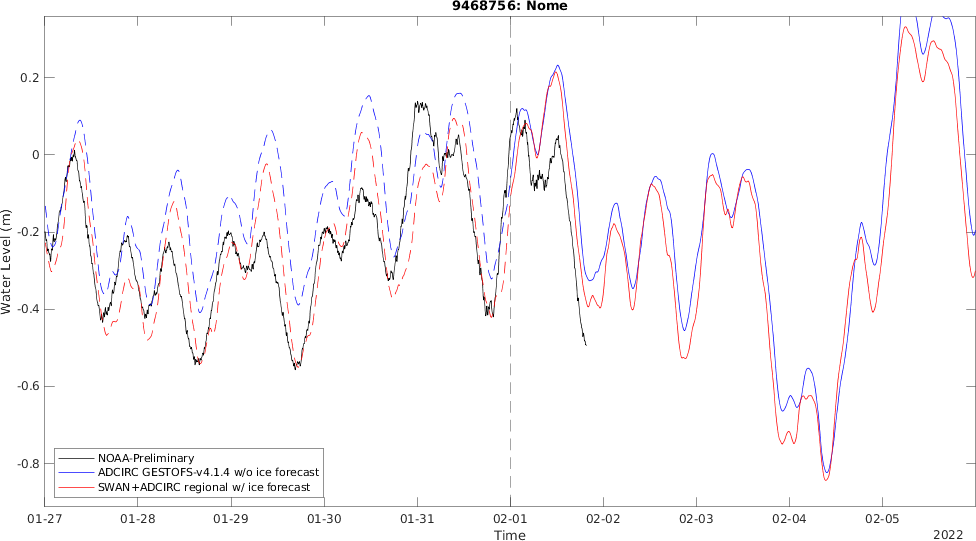 9468756: Nome
Water Level (m)
0.2
0
-0.2
-0.4
-0.6
-0.8
NOAA-Preliminary
ADCIRC GESTOFS-v4.1.4 w/o ice forecast
SWAN+ADCIRC regional w/ ice forecast
01-27 01-28 01-29 01-30 01-31 02-01 02-02 02-03 02-04 02-05
Time
2022